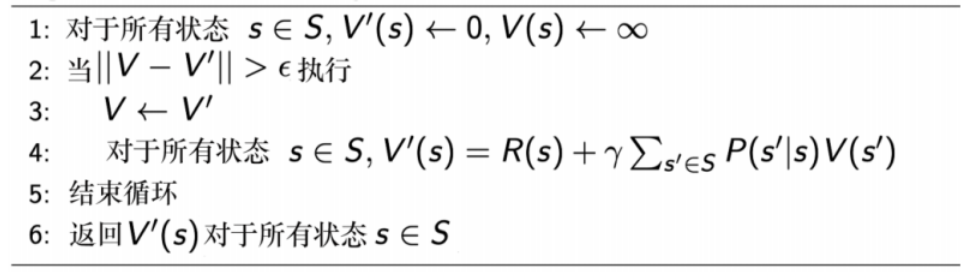 1: 对于所有状态 s ∈ S, V′(s) ← 0, V(s) ← ∞
2: 当||V − V′|| > ϵ 执行
3: V ← V′
4: 对于所有状态 s ∈ S, V′(s) = R(s) + γ∑s′∈S P(s′|s)V(s′)
5: 结束循环
6: 返回V′(s)对于所有状态 s ∈ S